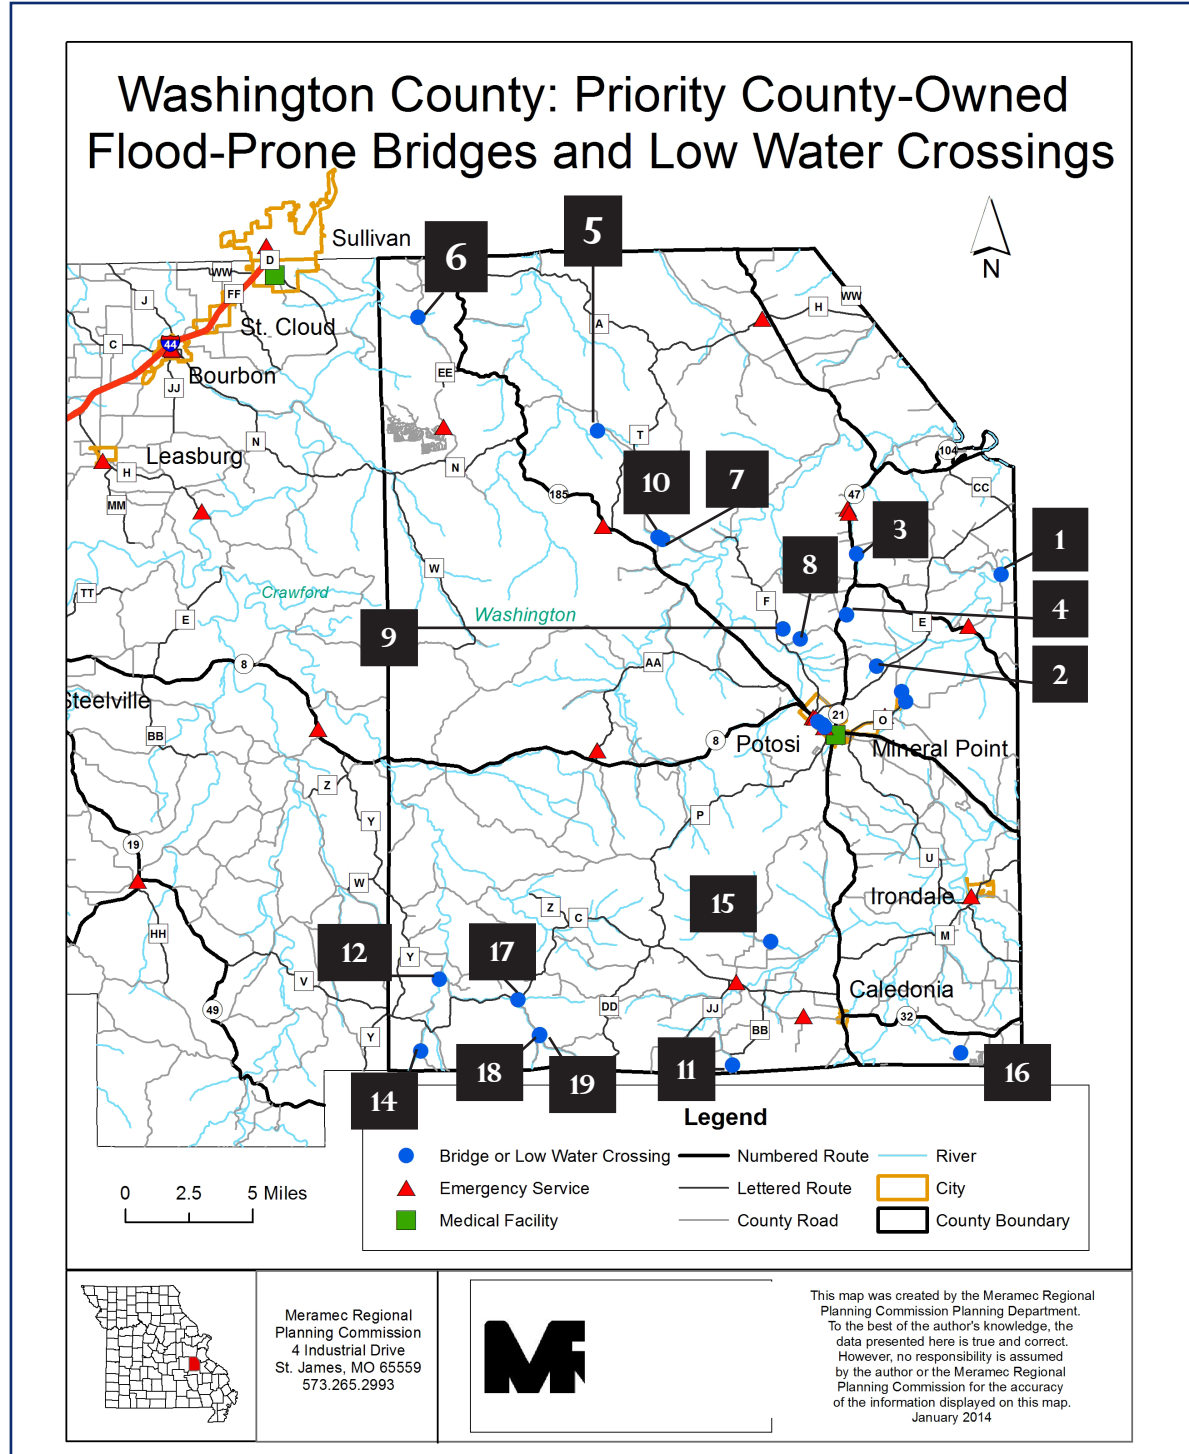 Washington County: Priority County-Owned
Flood-Prone Bridges and Low Water Crossings
Sullivan
5
6
N
D
WW
FF
J
St. Cloud
A
H
WW
C
44
Bourbon
JJ
EE
Leasburg
N
T
H
N
104
MM
185
10
7
47
CC
3
1
8
W
TT
Crawford
Washington
F
4
E
E
9
8
AA
2
Steelville
BB
21
O
8
Potosi
Mineral Point
Z
P
Y
19
U
W
Irondale
15
Z
C
HH
M
12
Y
17
V
Caledonia
49
DD
JJ
32
BB
Y
18
19
11
16
14
Legend
Bridge or Low Water Crossing
Numbered Route
River
Emergency Service
Lettered Route
City
Medical Facility
County Road
County Boundary
0 2.5 5 Miles
Meramec Regional
Planning Commission
4 Industrial Drive
St. James, MO 65559
573.265.2993
This map was created by the Meramec Regional
Planning Commission Planning Department.
To the best of the author's knowledge, the
data presented here is true and correct.
However, no responsibility is assumed
by the author or the Meramec Regional
Planning Commission for the accuracy
of the information displayed on this map.
January 2014